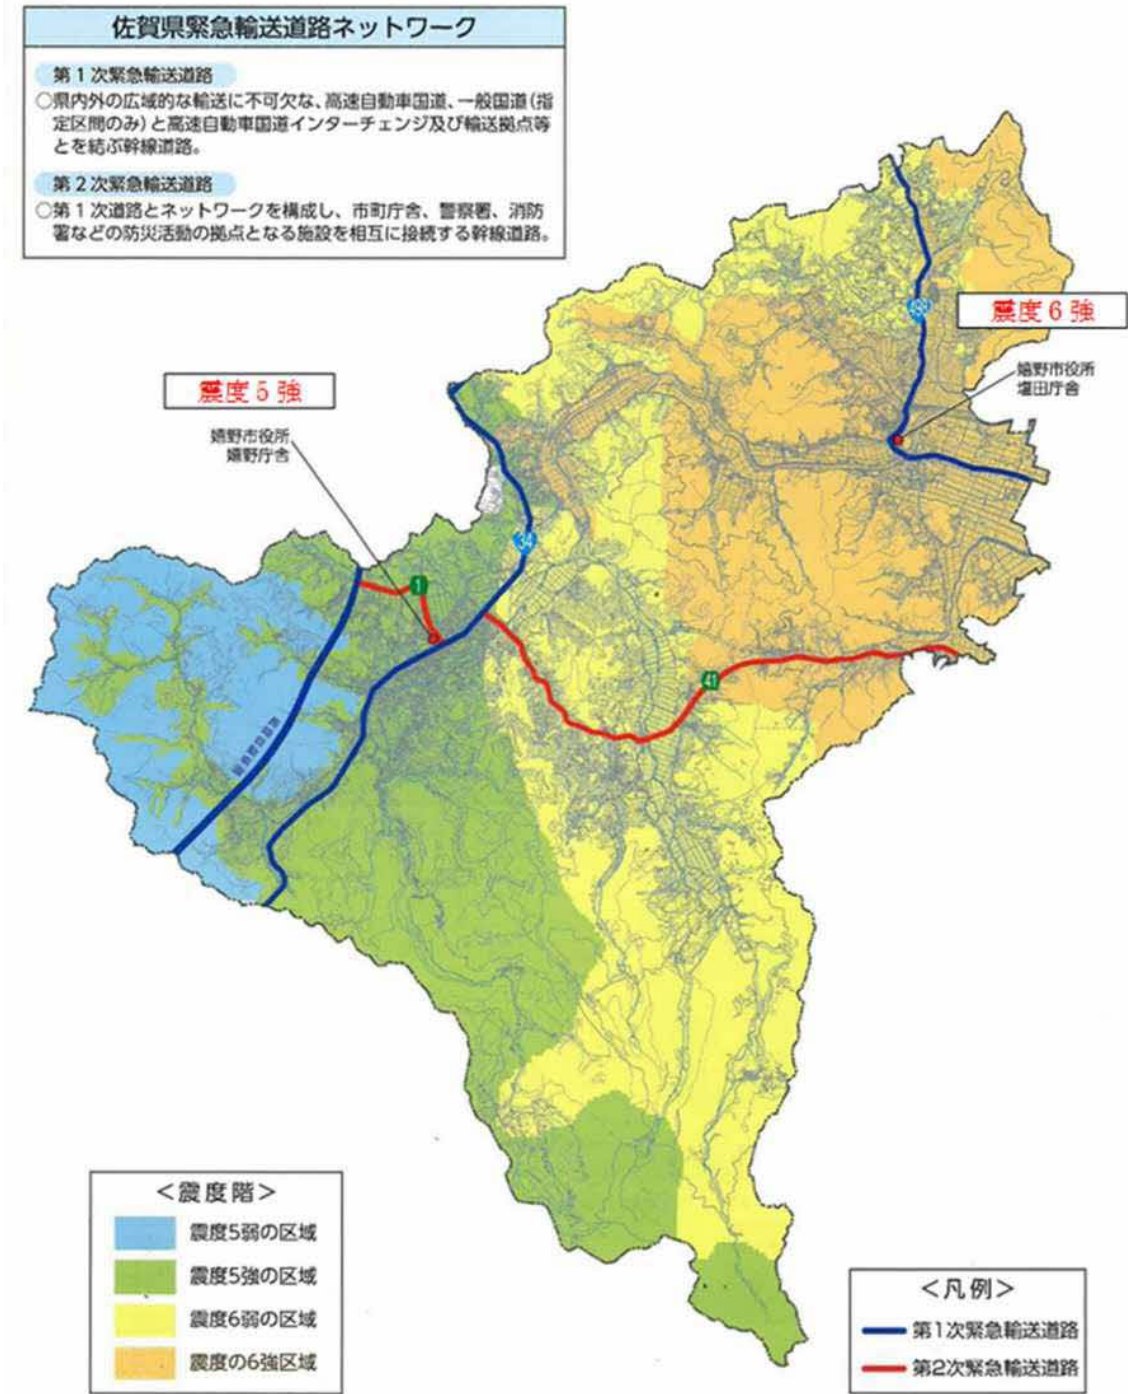 佐賀県緊急輸送道路ネットワーク
第1次緊急輸送道路
○県内外の広域的な輸送に不可欠な、高速自動車国道、一般国道(指
定区間のみ)と高速自動車国道インターチェンジ及び輸送拠点等
とを結ぶ幹線道路。
第2次緊急輸送道路
○第1次道路とネットワークを構成し、市町庁舎、警察署、消防
署などの防災活動の拠点となる施設を相互に接続する幹線道路。
震度6強
嬉野市役所
塩田庁舎
震度5強
嬉野市役所
嬉野庁舎
34
1
41
<震度階>
震度5弱の区域
震度5強の区域
震度6弱の区域
震度の6強区域
<凡例>
第1次緊急輸送道路
第2次緊急輸送道路